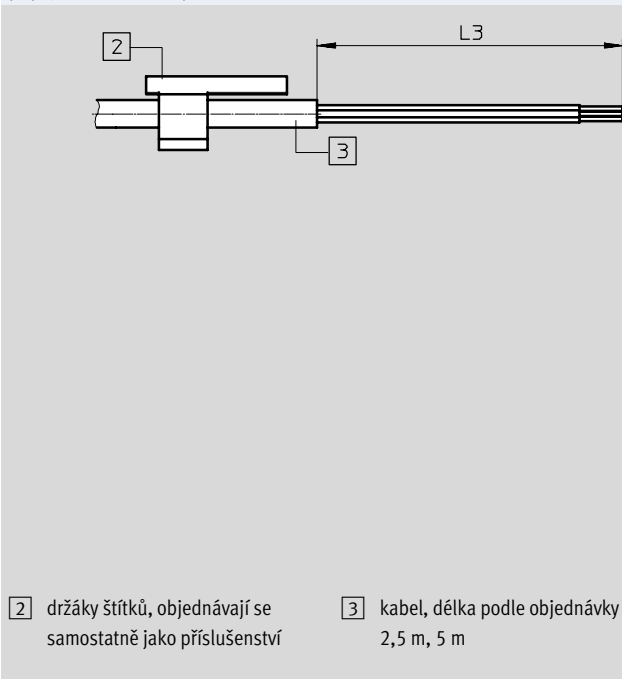 2
L3
3
2 držáky štítků, objednávají se
samostatně jako příslušenství
3 kabel, délka podle objednávky
2,5 m, 5 m